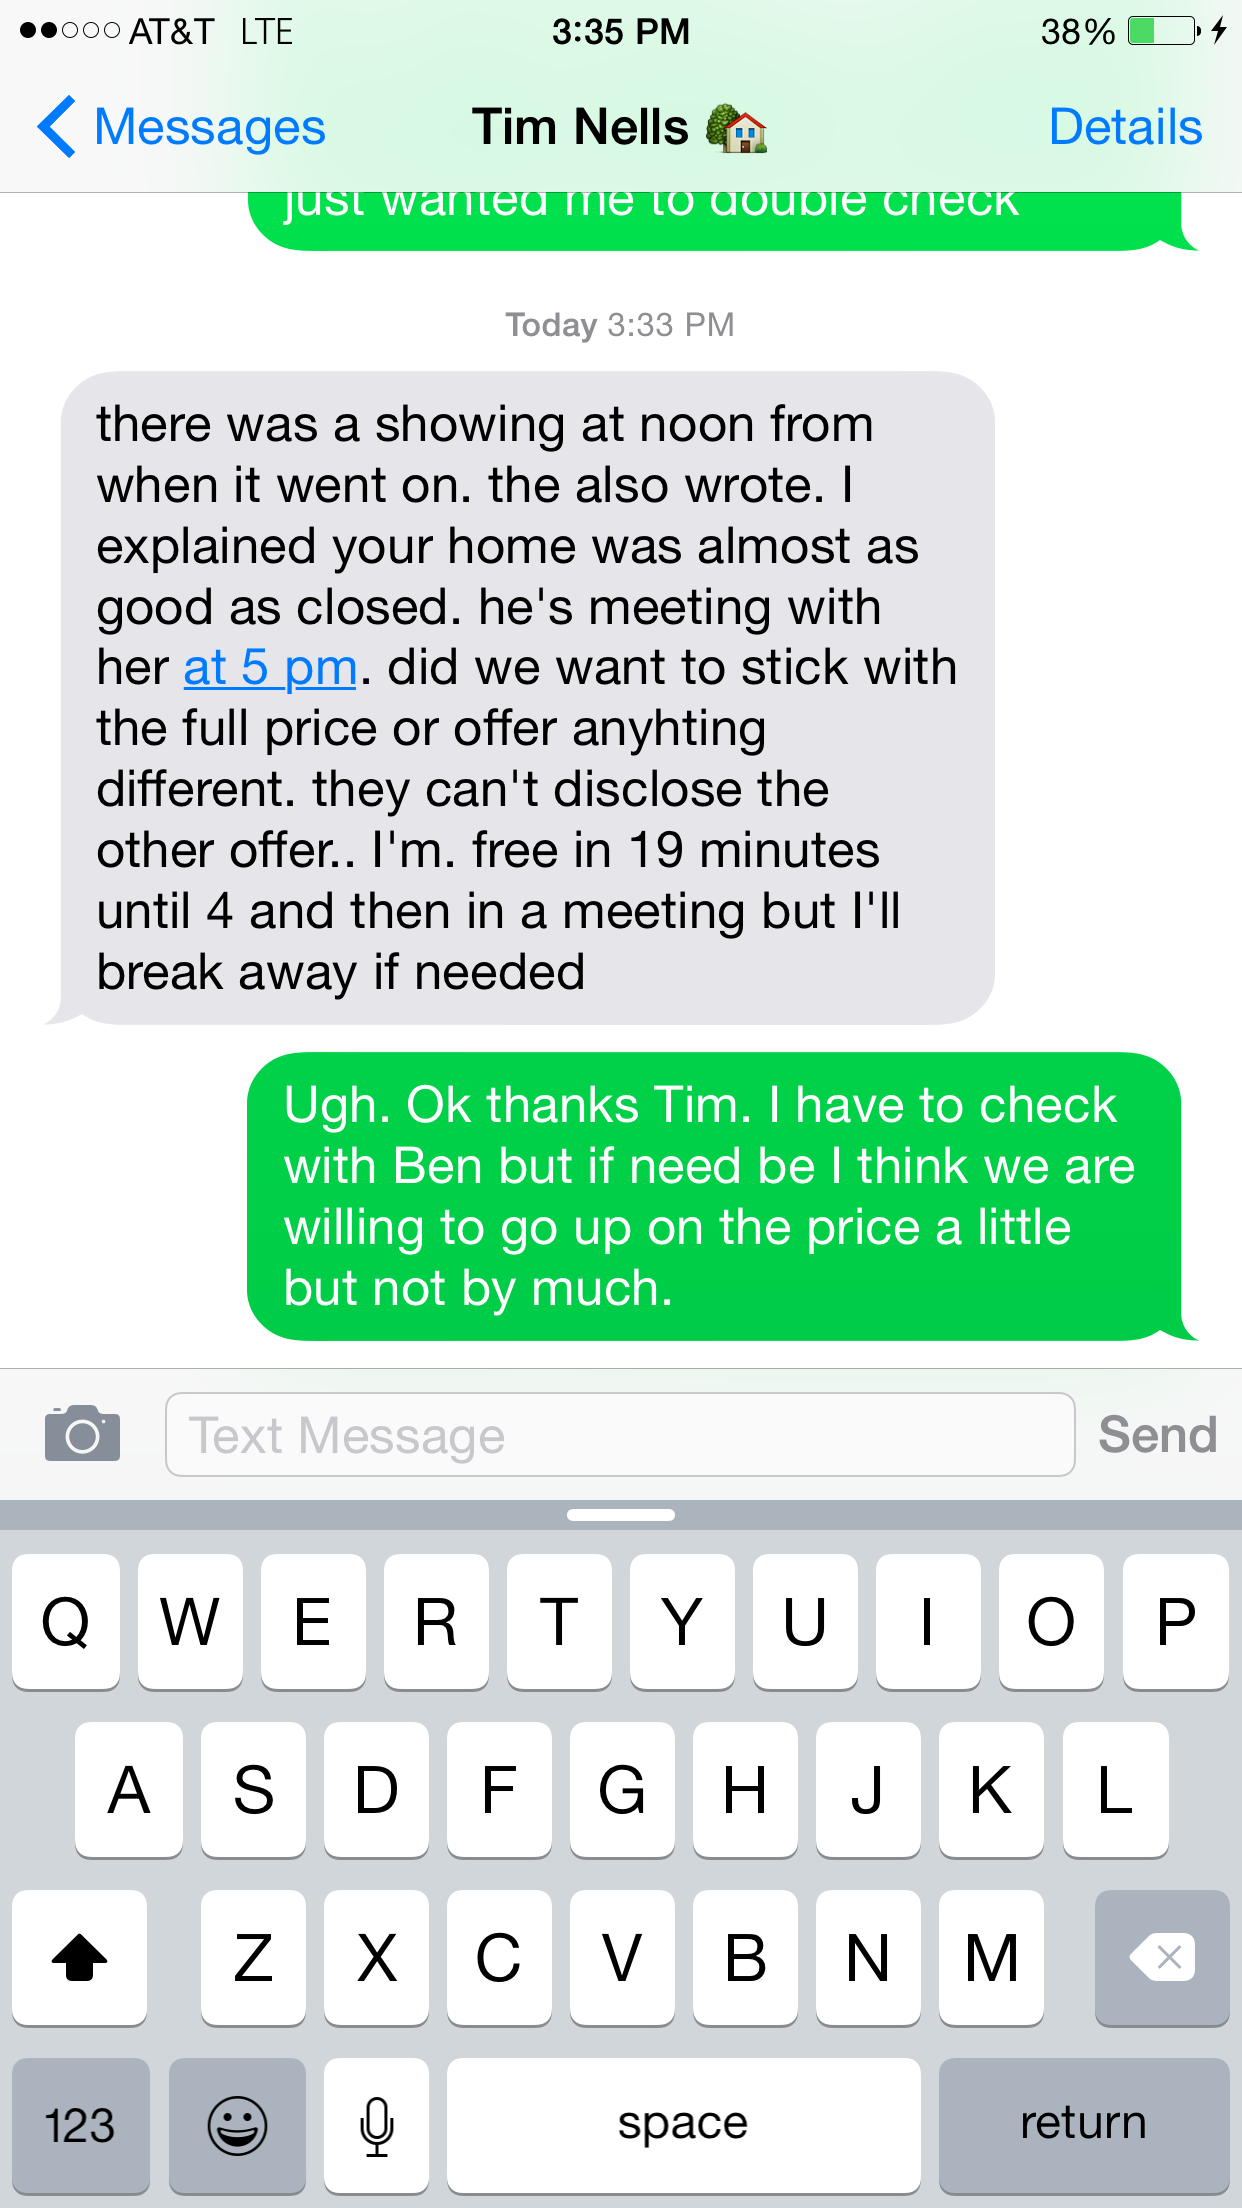 AT&T LTE 3:35 PM 38%
Messages Tim Nells Details
just wanted me to double check
Today 3:33 PM
there was a showing at noon from
when it went on. the also wrote. I
explained your home was almost as
good as closed. he's meeting with
her at 5 pm. did we want to stick with
the full price or offer anyhting
different. they can't disclose the
other offer.. I'm. free in 19 minutes
until 4 and then in a meeting but I'll
break away if needed
Ugh. Ok thanks Tim. I have to check
with Ben but if need be I think we are
willing to go up on the price a little
but not by much.
Text Message Send
Q W E R T Y U I O P
A S D F G H J K L
Z X C V B N M
123 space return